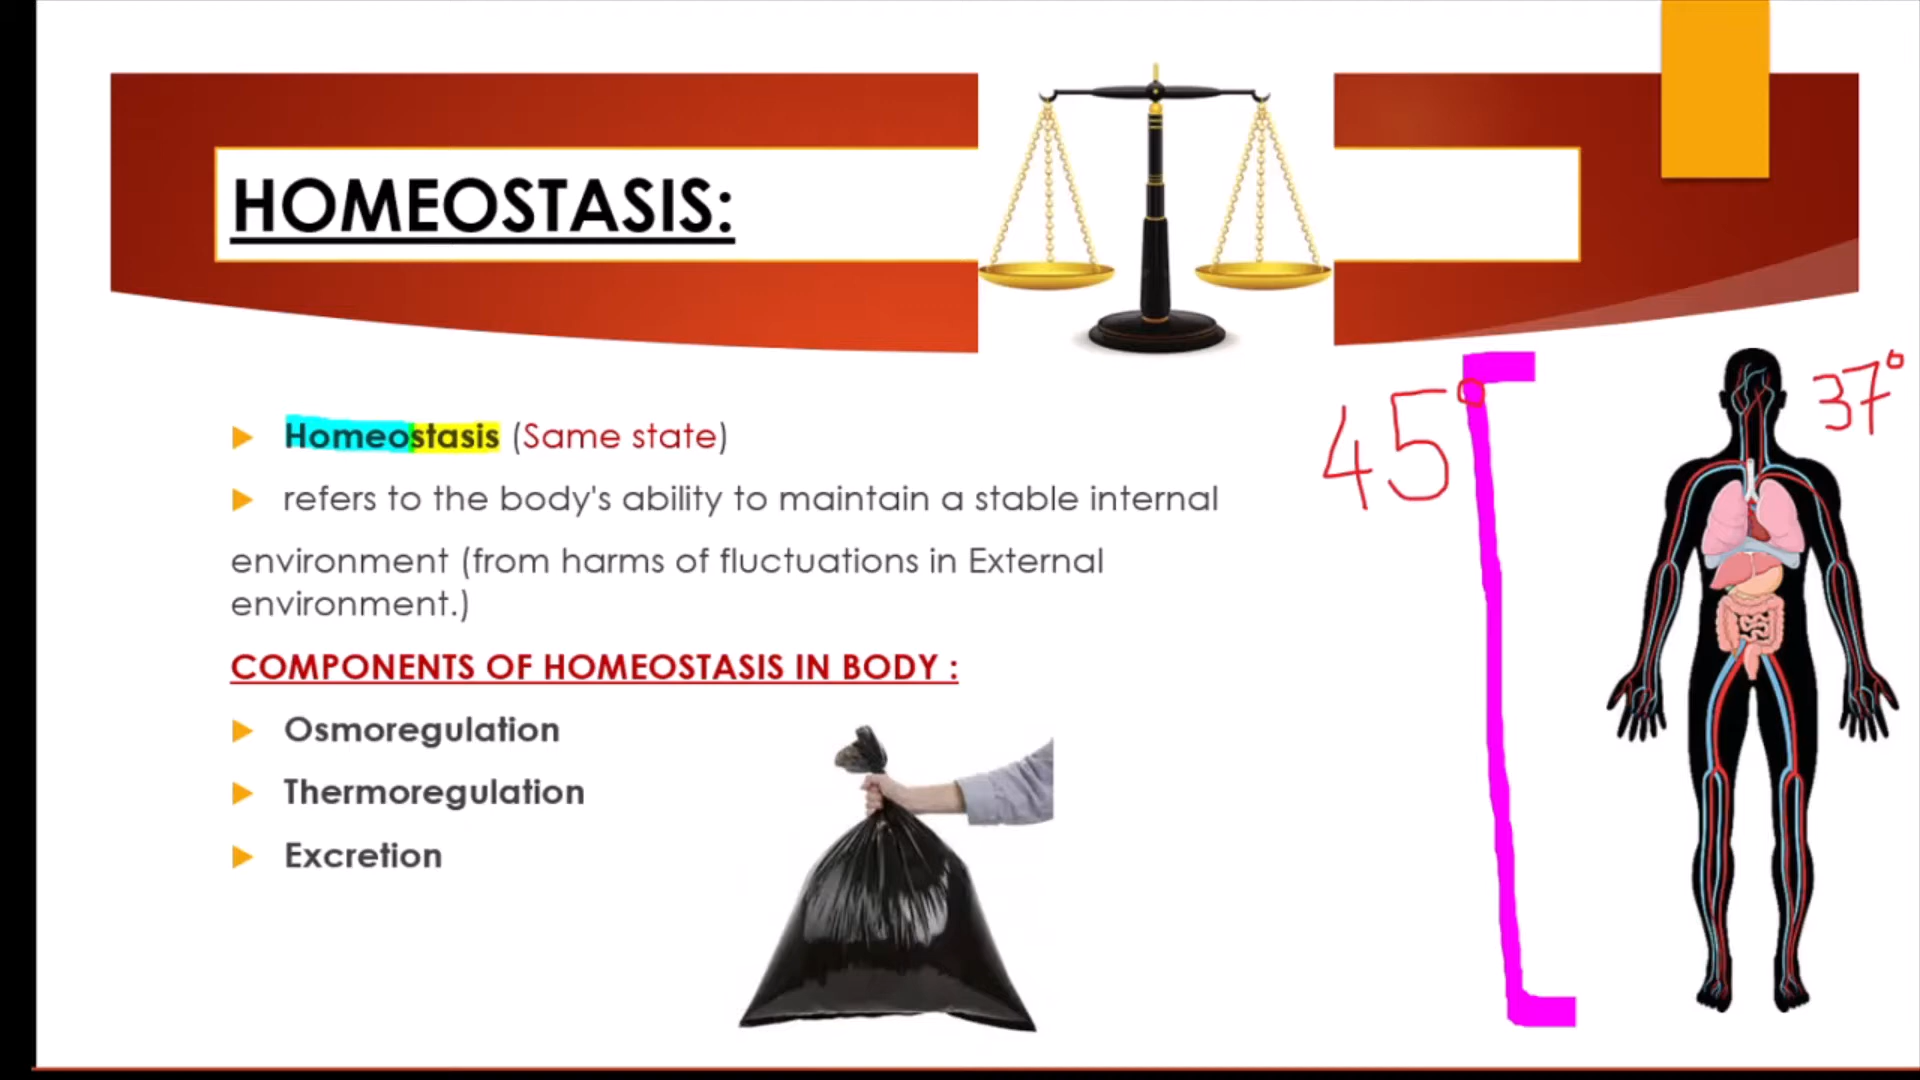 HOMEOSTASIS:
Homeostasis (Same state)
refers to the body's ability to maintain a stable internal
environment (from harms of fluctuations in External
environment.)
COMPONENTS OF HOMEOSTASIS IN BODY :
Osmoregulation
Thermoregulation
Excretion
45°
37°